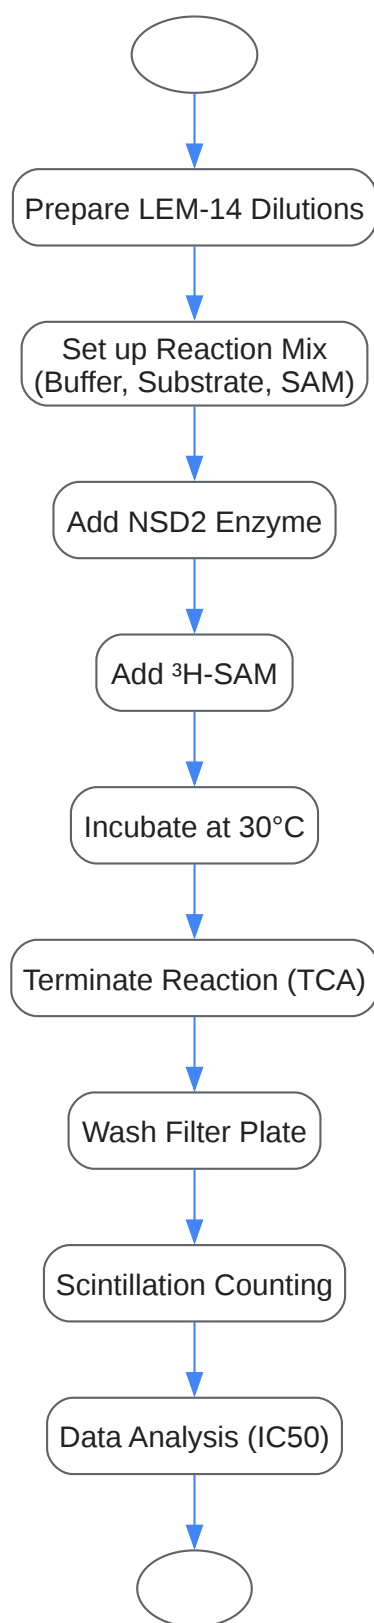 Prepare LEM-14 Dilutions
Set up Reaction Mix
(Buffer, Substrate, SAM)
Add NSD2 Enzyme
Add ³H-SAM
Incubate at 30°C
Terminate Reaction (TCA)
Wash Filter Plate
Scintillation Counting
Data Analysis (IC50)